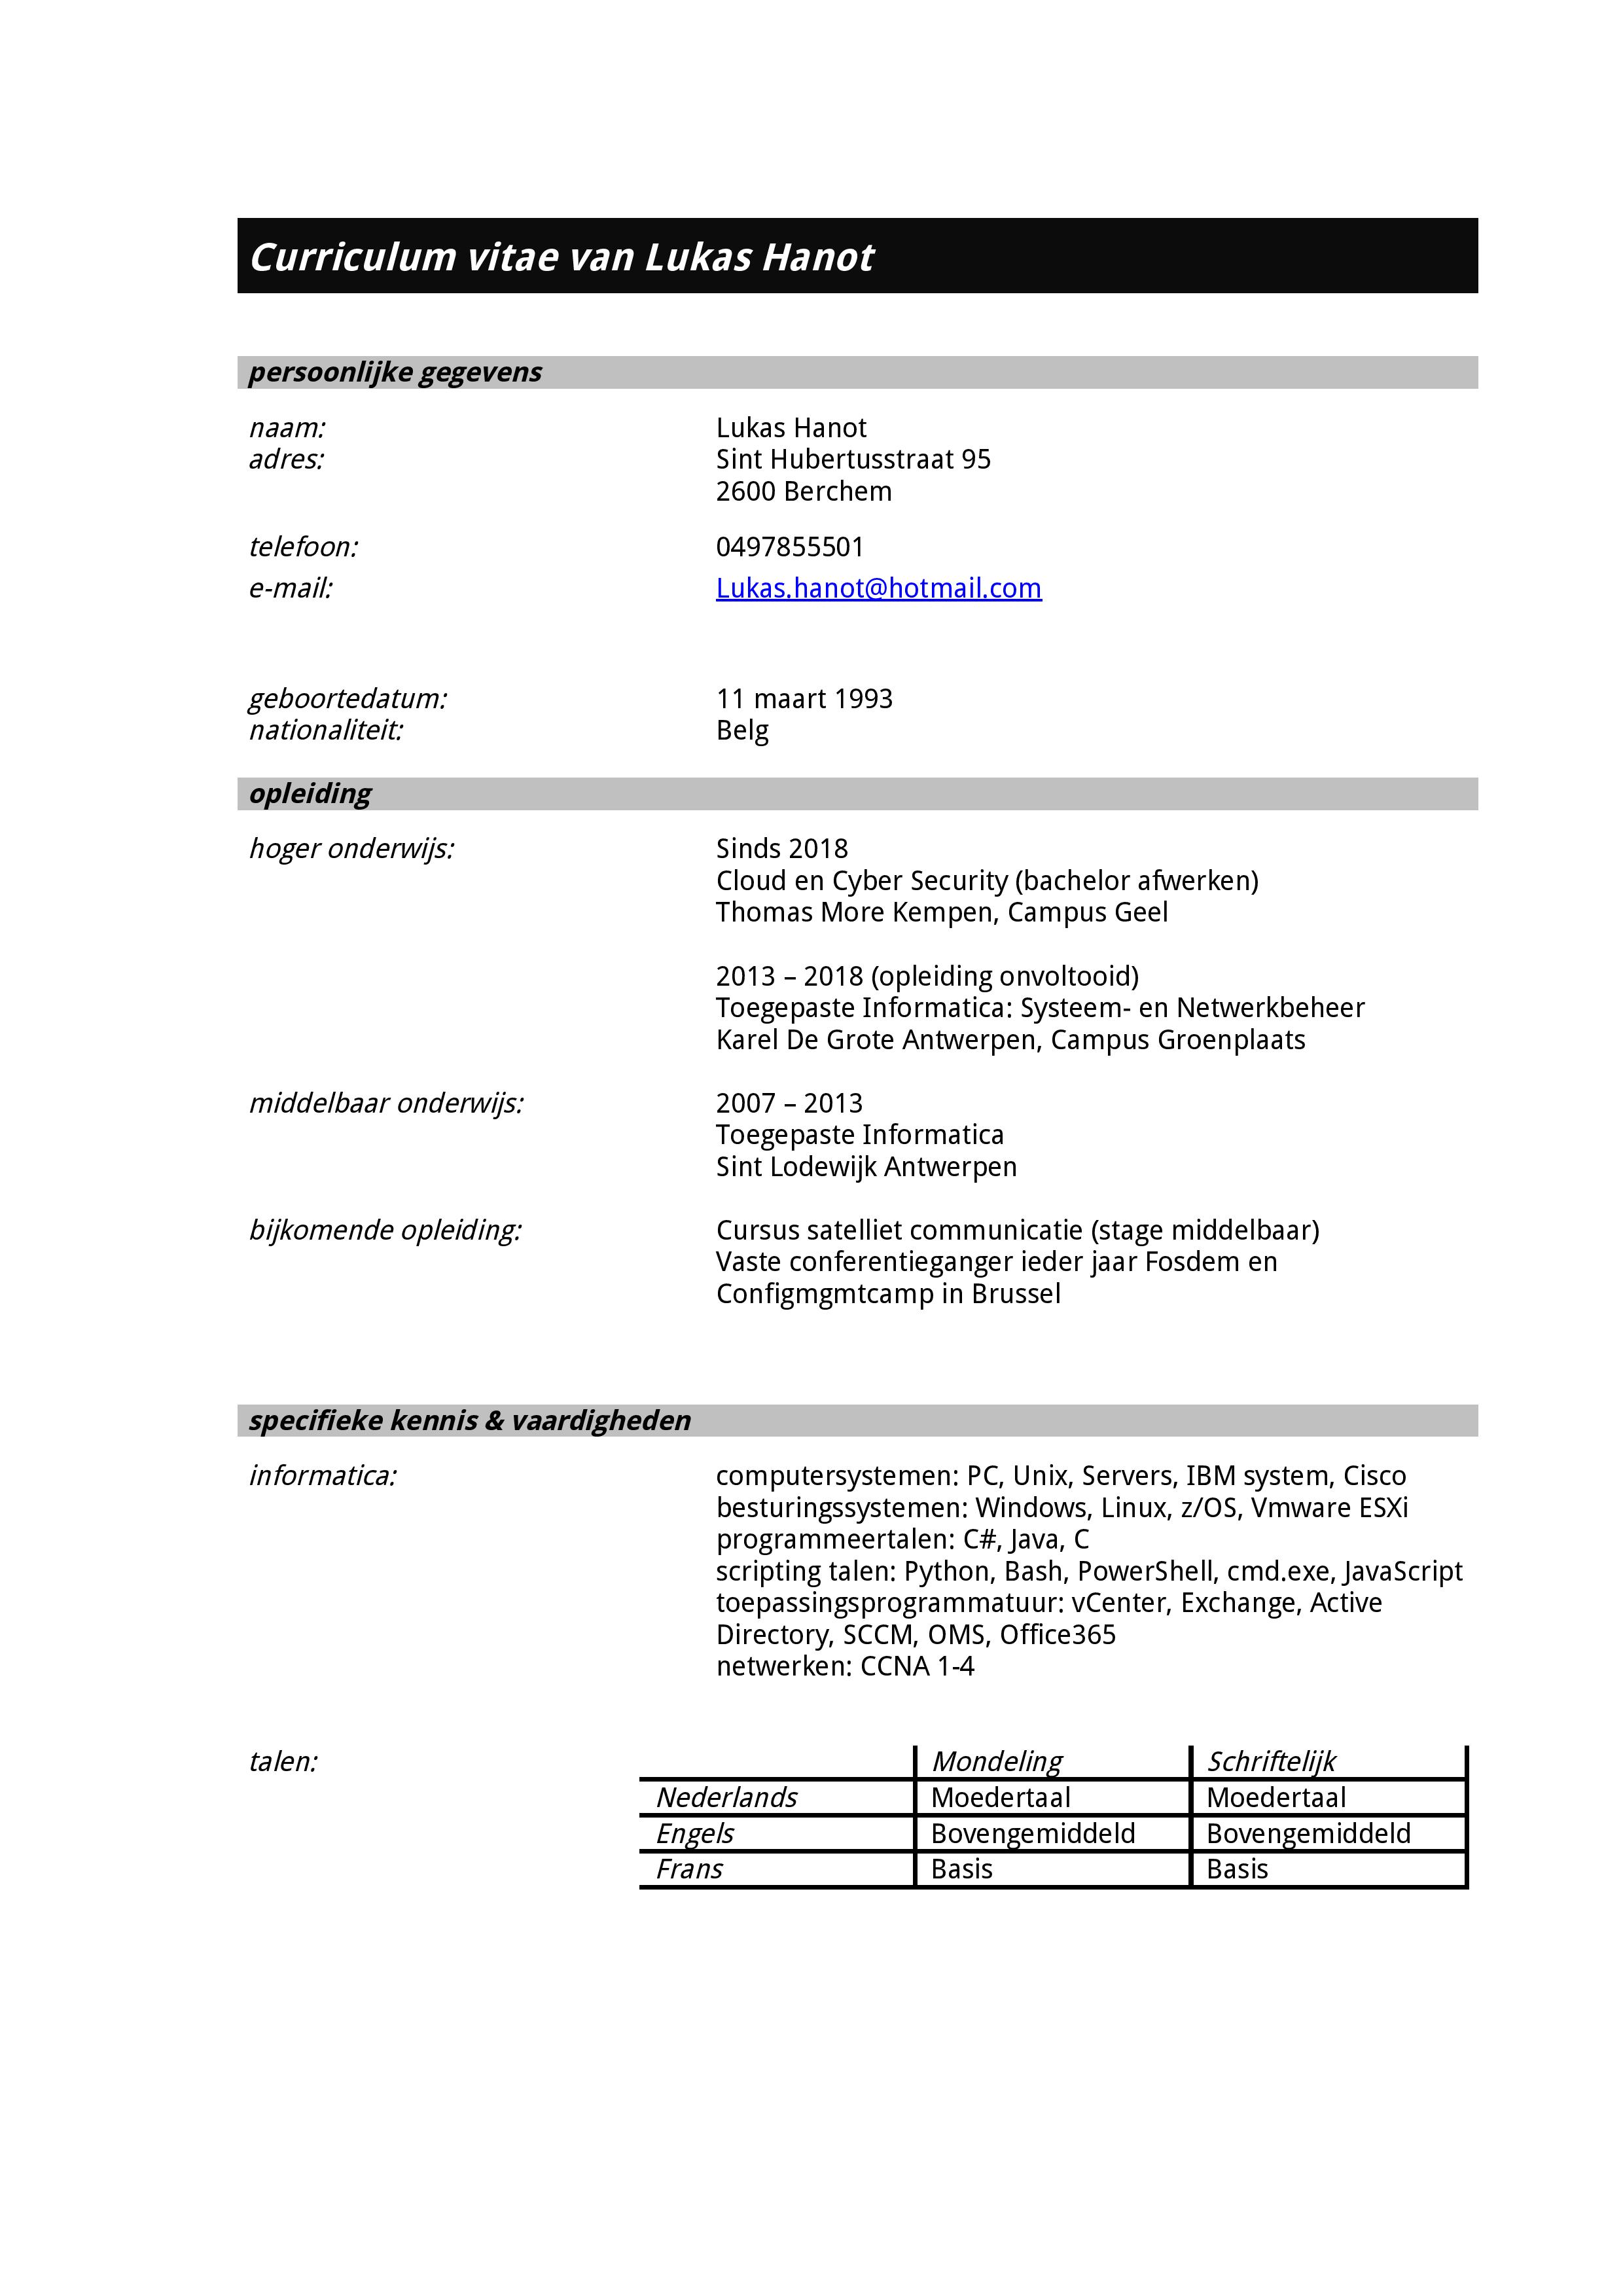 Curriculum vitae van Lukas Hanot
persoonlijke gegevens
naam: Lukas Hanot
adres: Sint Hubertusstraat 95
2600 Berchem
telefoon: 0497855501
e-mail: Lukas.hanot@hotmail.com
geboortedatum: 11 maart 1993
nationaliteit: Belg
opleiding
hoger onderwijs: Sinds 2018
Cloud en Cyber Security (bachelor afwerken)
Thomas More Kempen, Campus Geel
2013 – 2018 (opleiding onvoltooid)
Toegepaste Informatica: Systeem- en Netwerkbeheer
Karel De Grote Antwerpen, Campus Groenplaats
middelbaar onderwijs: 2007 – 2013
Toegepaste Informatica
Sint Lodewijk Antwerpen
bijkomende opleiding: Cursus satelliet communicatie (stage middelbaar)
Vaste conferentieganger ieder jaar Fosdem en
Configmgmtcamp in Brussel
specifieke kennis & vaardigheden
informatica: computersystemen: PC, Unix, Servers, IBM system, Cisco
besturingssystemen: Windows, Linux, z/OS, Vmware ESXi
programmeertalen: C#, Java, C
scripting talen: Python, Bash, PowerShell, cmd.exe, JavaScript
toepassingsprogrammatuur: vCenter, Exchange, Active
Directory, SCCM, OMS, Office365
netwerken: CCNA 1-4
talen: Mondeling Schriftelijk
Nederlands Moedertaal Moedertaal
Engels Bovengemiddeld Bovengemiddeld
Frans Basis Basis